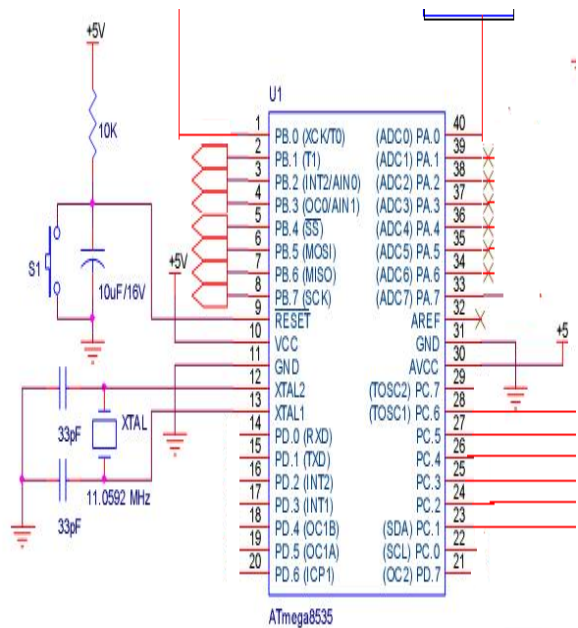 +5V
10K
S1
10uF/16V
+5V
33pF
XTAL
11.0592 MHz
33pF
U1
1 PB.0 (XCK/T0) (ADC0) PA.0 40
2 PB.1 (T1) (ADC1) PA.1 39
3 PB.2 (INT2/AIN0) (ADC2) PA.2 38
4 PB.3 (OC0/AIN1) (ADC3) PA.3 37
5 PB.4 (SS) (ADC4) PA.4 36
6 PB.5 (MOSI) (ADC5) PA.5 35
7 PB.6 (MISO) (ADC6) PA.6 34
8 PB.7 (SCK) (ADC7) PA.7 33
9 RESET AREF 32
10 VCC GND 31
11 GND AVCC 30
12 XTAL2 (TOSC2) PC.7 29
13 XTAL1 (TOSC1) PC.6 28
14 PD.0 (RXD) PC.5 27
15 PD.1 (TXD) PC.4 26
16 PD.2 (INT2) PC.3 25
17 PD.3 (INT1) PC.2 24
18 PD.4 (OC1B) (SDA) PC.1 23
19 PD.5 (OC1A) (SCL) PC.0 22
20 PD.6 (ICP1) (OC2) PD.7 21
ATmega8535
+5